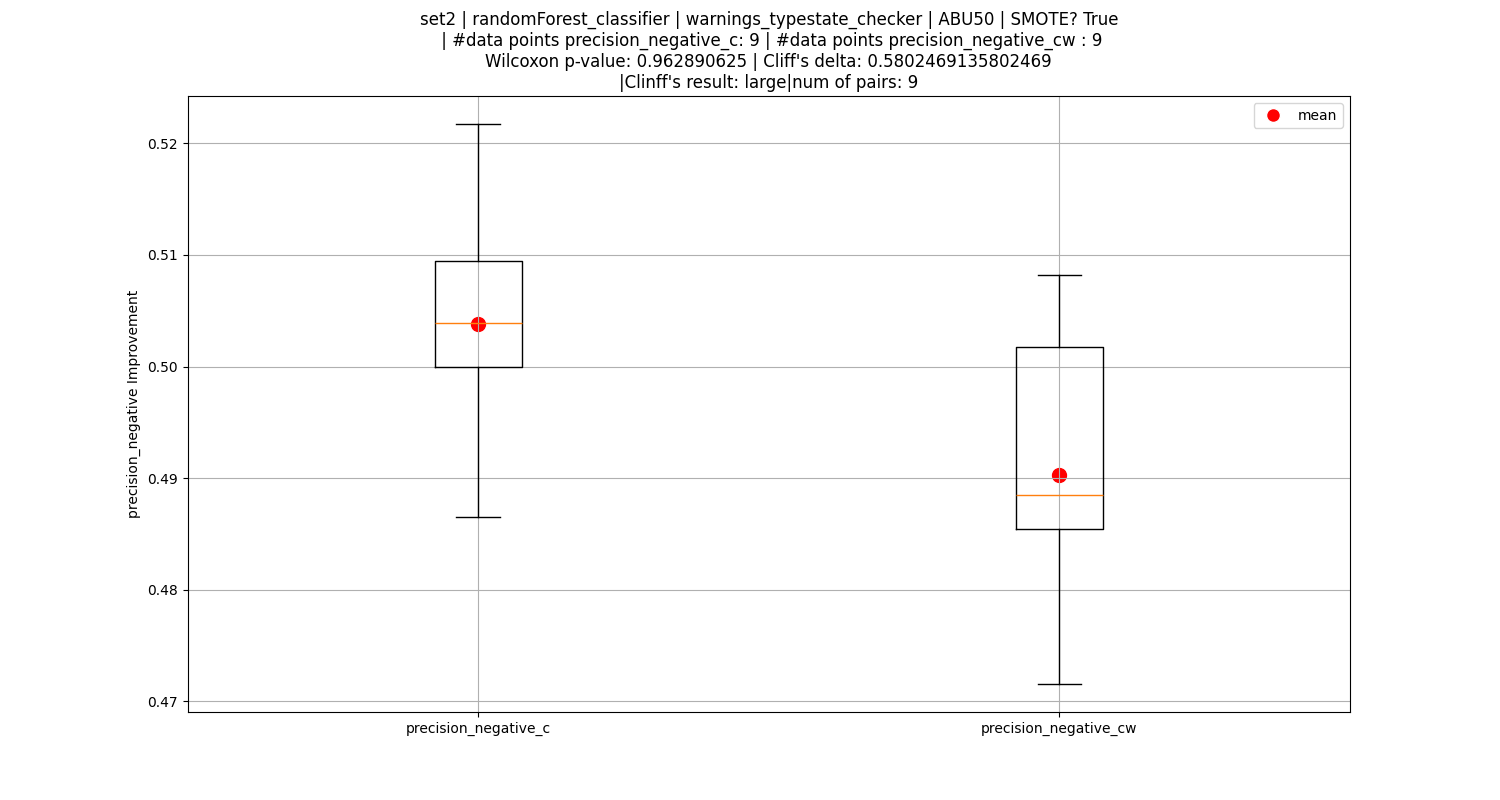 set2 | randomForest_classifier | warnings_typestate_checker | ABU50 | SMOTE? True
| #data points precision_negative_c: 9 | #data points precision_negative_cw : 9
Wilcoxon p-value: 0.962890625 | Cliff's delta: 0.5802469135802469
|Clinff's result: large|num of pairs: 9
mean
0.52
0.51
0.50
0.49
0.48
0.47
precision_negative Improvement
precision_negative_c
precision_negative_cw